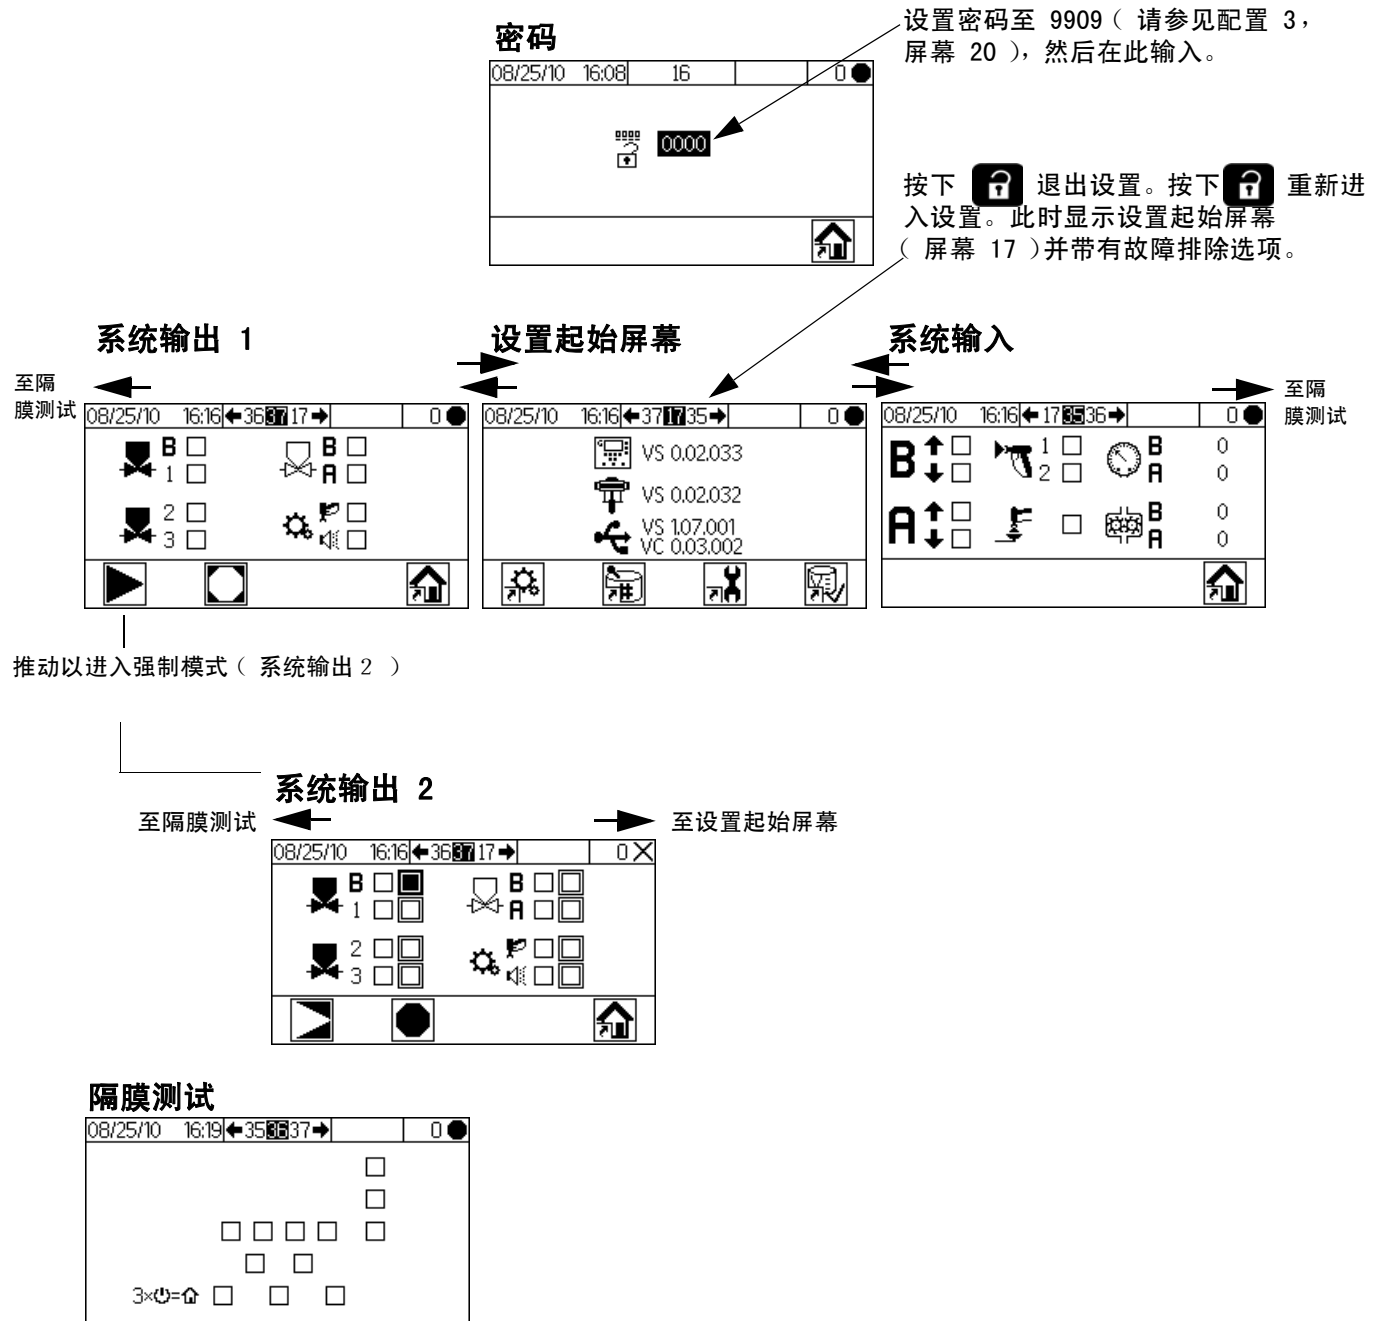 密码
设置密码至 9909（ 请参见配置 3，
屏幕 20 ），然后在此输入。
08/25/10 16:08 16 0
0000
按下 退出设置。按下 重新进
入设置。此时显示设置起始屏幕
（ 屏幕 17 ）并带有故障排除选项。
系统输出 1
设置起始屏幕
系统输入
至隔
膜测试
至隔
膜测试
08/25/10 16:16 36 37 17 0
B
1
B
A
2
3
08/25/10 16:16 37 17 35 0
VS 0.02.033
VS 0.02.032
VS 1.07.001
VC 0.03.002
08/25/10 16:16 17 35 36 0
B 1 2 B A 0 0
A B A 0 0
推动以进入强制模式（ 系统输出 2 ）
系统输出 2
至隔膜测试
至设置起始屏幕
08/25/10 16:16 36 37 17 0
B
1
B
A
2
3
隔膜测试
08/25/10 16:19 35 36 37 0
3×⏻=⌂